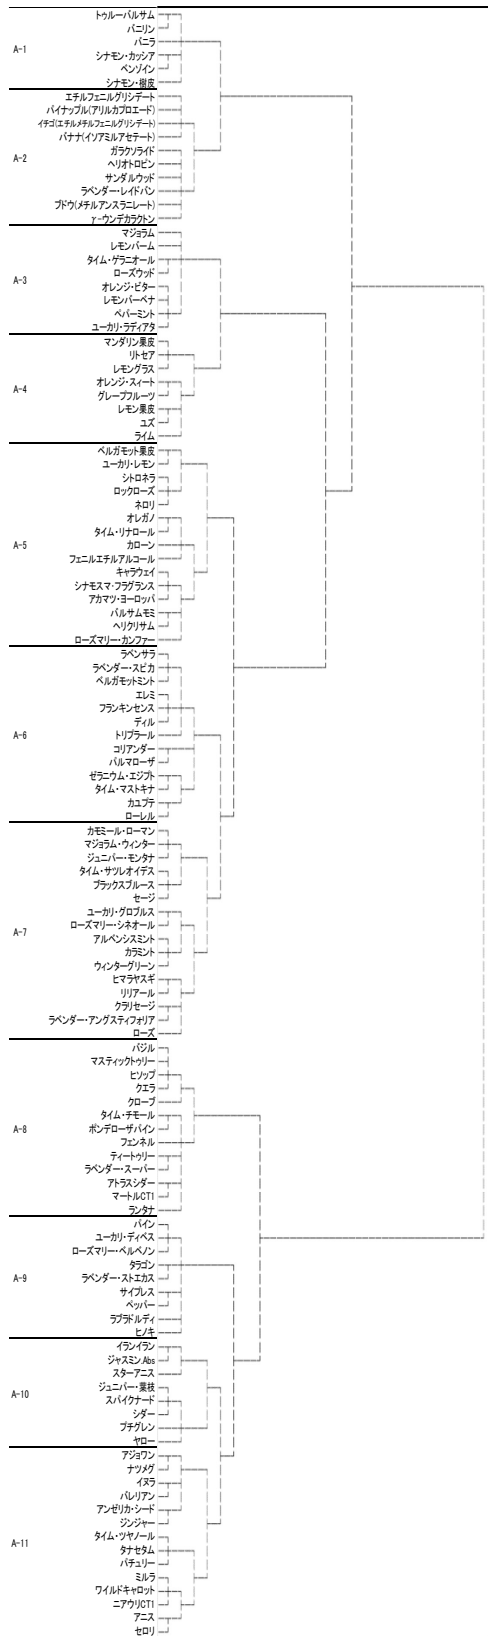 トゥルーバルサム
バニリン
バニラ
A-1
シナモン・カッシア
ベンゾイン
シナモン・樹皮
エチルフェニルグリシデート
パイナップル(アリルカプロエード)
イチゴ(エチルメチルフェニルグリシデート)
バナナ(イソアミルアセテート)
A-2
ガラクソライド
ヘリオトロピン
サンダルウッド
ラベンダー・レイドバン
ブドウ(メチルアンスラニレート)
γ-ウンデカラクトン
マジョラム
レモンバーム
タイム・ゲラニオール
A-3
ローズウッド
オレンジ・ビター
レモンバーベナ
ペパーミント
ユーカリ・ラディアタ
マンダリン果皮
リトセア
レモングラス
A-4
オレンジ・スィート
グレープフルーツ
レモン果皮
ユズ
ライム
ベルガモット果皮
ユーカリ・レモン
シトロネラ
ロックローズ
ネロリ
オレガノ
タイム・リナロール
A-5
カローン
フェニルエチルアルコール
キャラウェイ
シナモスマ・フラグランス
アカマツ・ヨーロッパ
バルサムモミ
ヘリクリサム
ローズマリー・カンファー
ラベンサラ
ラベンダー・スピカ
ベルガモットミント
エレミ
フランキンセンス
ディル
A-6
トリプラール
コリアンダー
パルマローザ
ゼラニウム・エジプト
タイム・マストキナ
カユプテ
ローレル
カモミール・ローマン
マジョラム・ウィンター
ジュニパー・モンタナ
タイム・サツレオイデス
ブラックスプルース
セージ
ユーカリ・グロブルス
ローズマリー・シネオール
A-7
アルベンシスミント
カラミント
ウィンターグリーン
ヒマラヤスギ
リリアール
クラリセージ
ラベンダー・アングスティフォリア
ローズ
バジル
マスティックトゥリー
ヒソップ
クエラ
クローブ
タイム・チモール
A-8
ポンデローザパイン
フェンネル
ティートゥリー
ラベンダー・スーパー
アトラスシダー
マートルCT1
ランタナ
パイン
ユーカリ・ディベス
ローズマリー・ベルベノン
タラゴン
A-9
ラベンダー・ストエカス
サイプレス
ペッパー
ラブラドルティ
ヒノキ
イランイラン
ジャスミン.Abs
スターアニス
A-10
ジュニパー・葉枝
スパイクナード
シダー
プチグレン
ヤロー
アジョワン
ナツメグ
イヌラ
バレリアン
アンゼリカ・シード
ジンジャー
タイム・ツヤノール
A-11
タナセタム
パチュリー
ミルラ
ワイルドキャロット
ニアウリCT1
アニス
セロリ